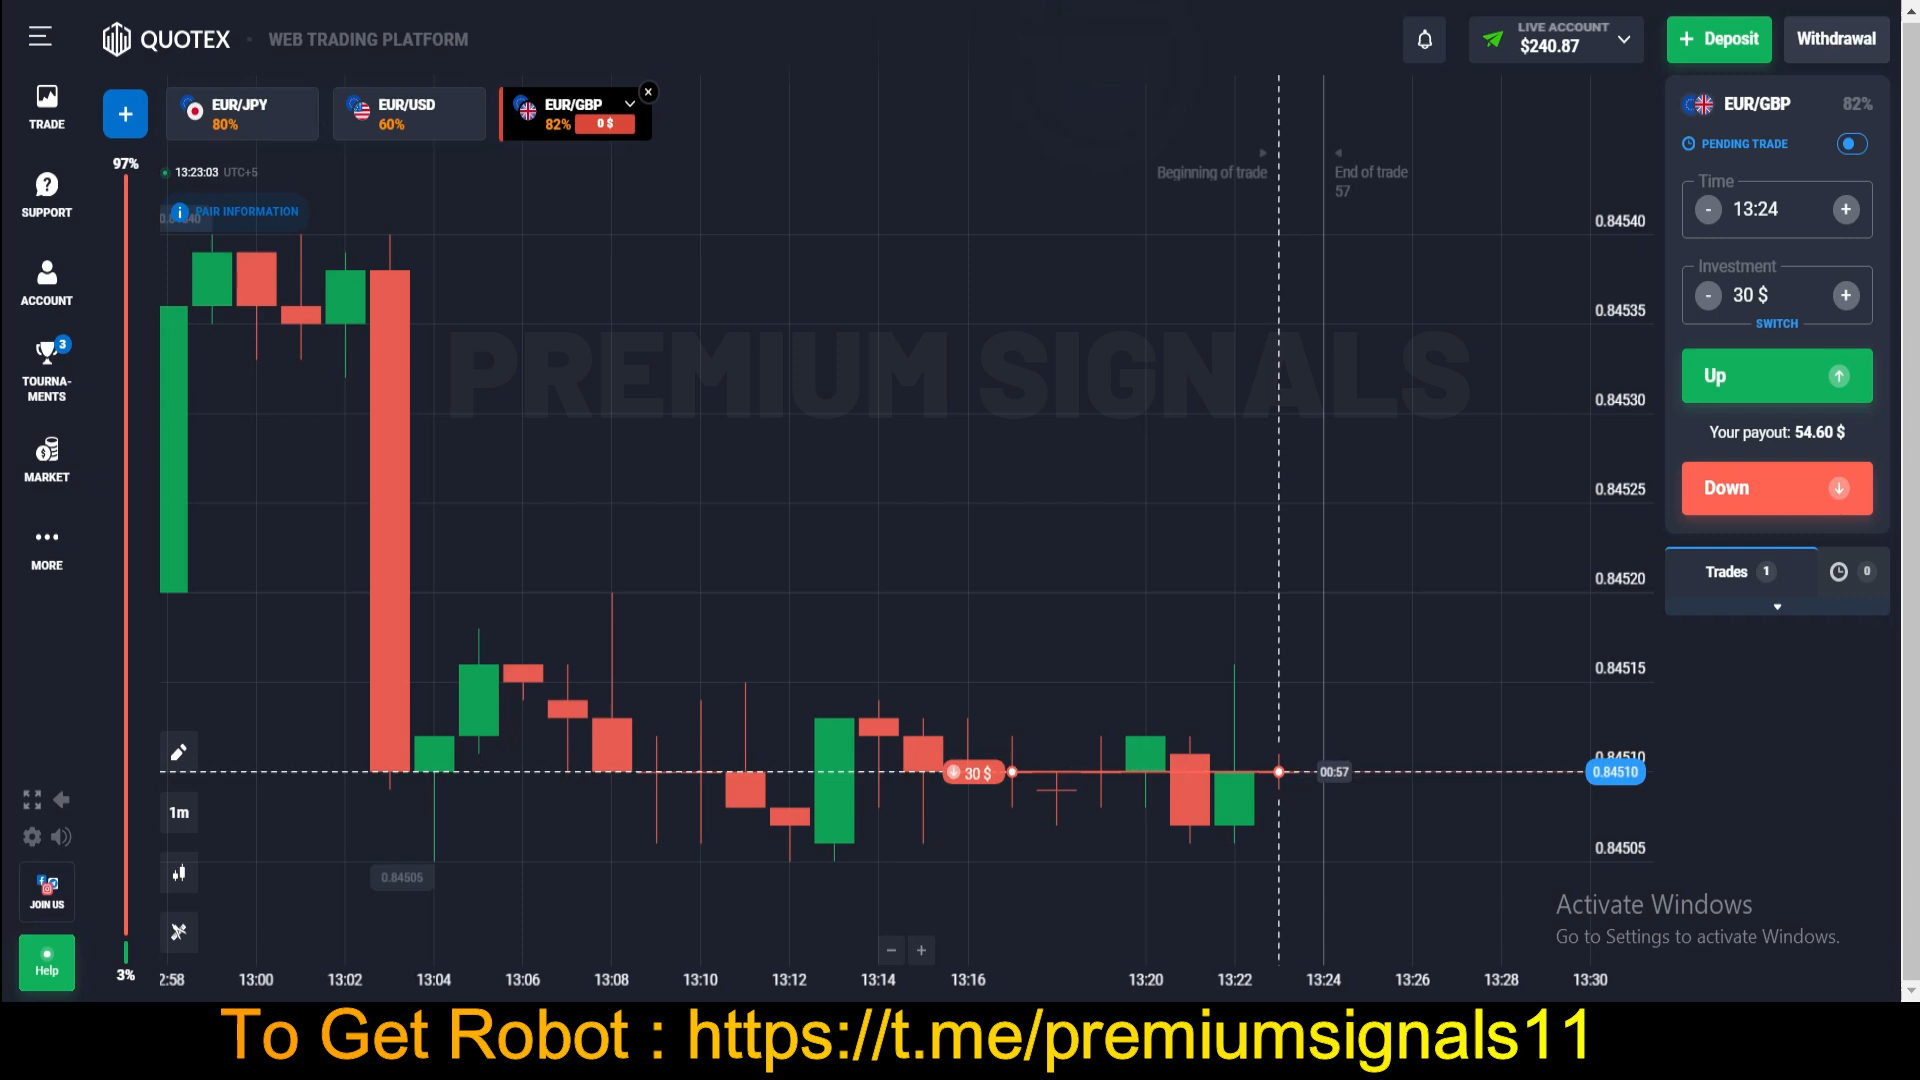 QUOTEX
WEB TRADING PLATFORM
LIVE ACCOUNT
$240.87
+ Deposit
Withdrawal
TRADE
SUPPORT
ACCOUNT
3
TOURNA-
MENTS
MARKET
MORE
JOIN US
Help
+
EUR/JPY
80%
EUR/USD
60%
EUR/GBP
82%
0 $
97%
3%
13:23:03 UTC+5
PAIR INFORMATION
Beginning of trade
End of trade
57
PREMIUM SIGNALS
0.84540
0.84535
0.84530
0.84525
0.84520
0.84515
0.84510
0.84510
0.84505
30 $
00:57
0.84505
1m
2:58
13:00
13:02
13:04
13:06
13:08
13:10
13:12
13:14
13:16
13:20
13:22
13:24
13:26
13:28
13:30
EUR/GBP
82%
PENDING TRADE
Time
- 13:24 +
Investment
- 30 $ +
SWITCH
Up
Your payout: 54.60 $
Down
Trades 1
0
Activate Windows
Go to Settings to activate Windows.
To Get Robot : https://t.me/premiumsignals11